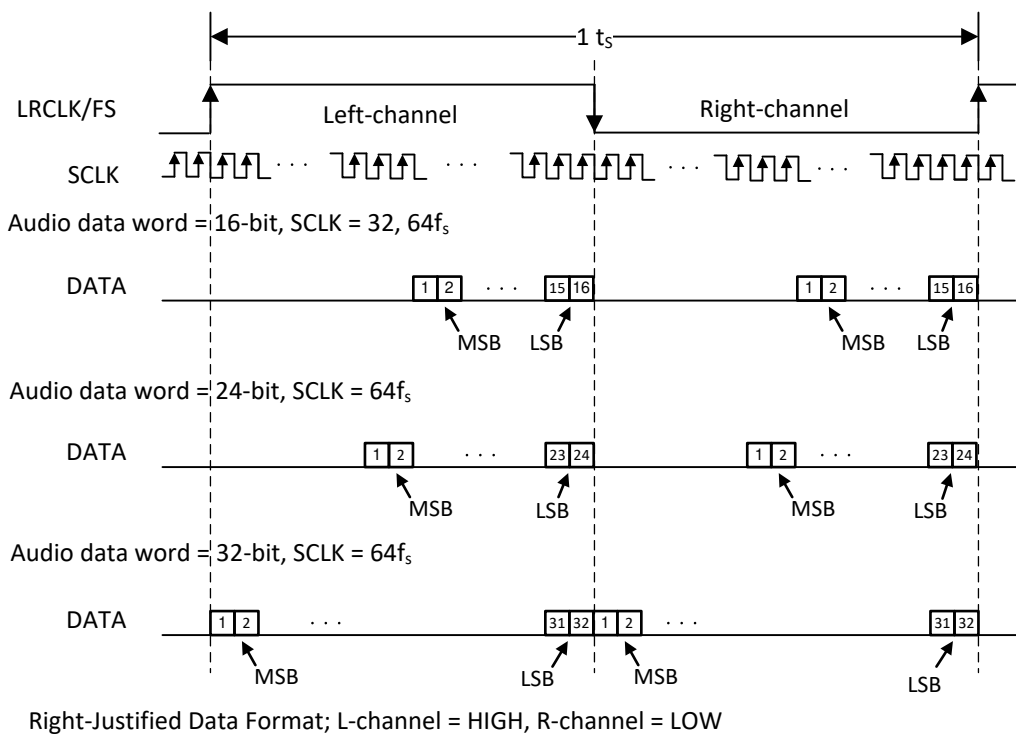 1 tS
LRCLK/FS
Left-channel
Right-channel
SCLK
. . .
. . .
. . .
. . .
Audio data word = 16-bit, SCLK = 32, 64fs
DATA
1 2 . . . 15 16 1 2 . . . 15 16
MSB LSB MSB LSB
Audio data word = 24-bit, SCLK = 64fs
DATA
1 2 . . . 23 24 1 2 . . . 23 24
MSB LSB MSB LSB
Audio data word = 32-bit, SCLK = 64fs
DATA
1 2 . . . 31 32 1 2 . . . 31 32
MSB LSB MSB LSB
Right-Justified Data Format; L-channel = HIGH, R-channel = LOW